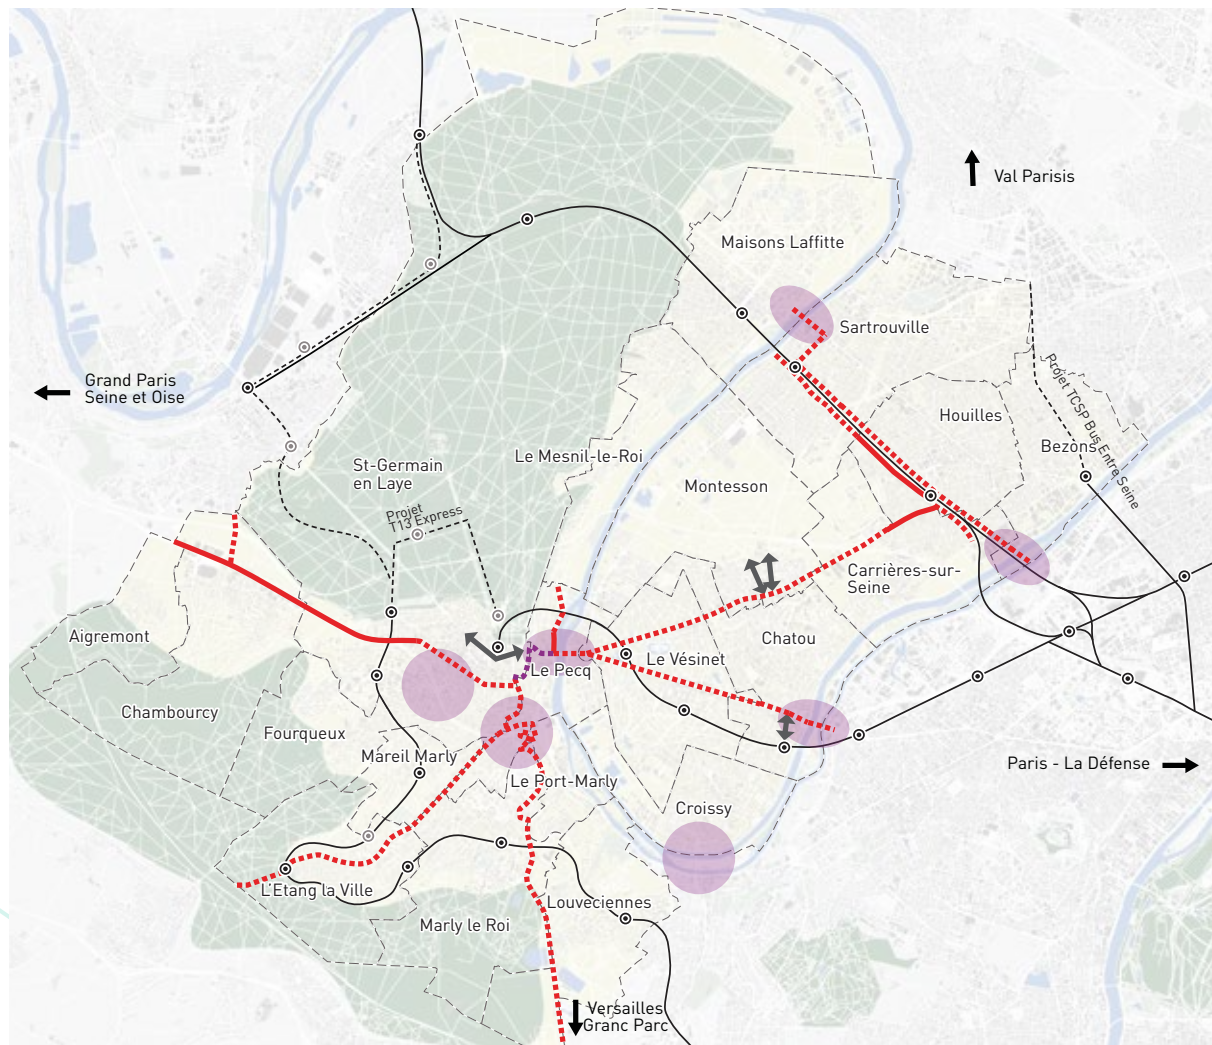 Val Parisis
Maisons Laffitte
Sartrouville
Grand Paris
Seine et Oise
Houilles
Projet TCSP Bus Entre Seine
Bezons
Le Mesnil-le-Roi
St-Germain
en Laye
Montesson
Projet
T13 Express
Carrières-sur-
Seine
Aigremont
Chatou
Le Vésinet
Le Pecq
Chambourcy
Fourqueux
Mareil Marly
Paris - La Défense
Le Port-Marly
Croissy
L'Etang la Ville
Louveciennes
Marly le Roi
Versailles
Granc Parc